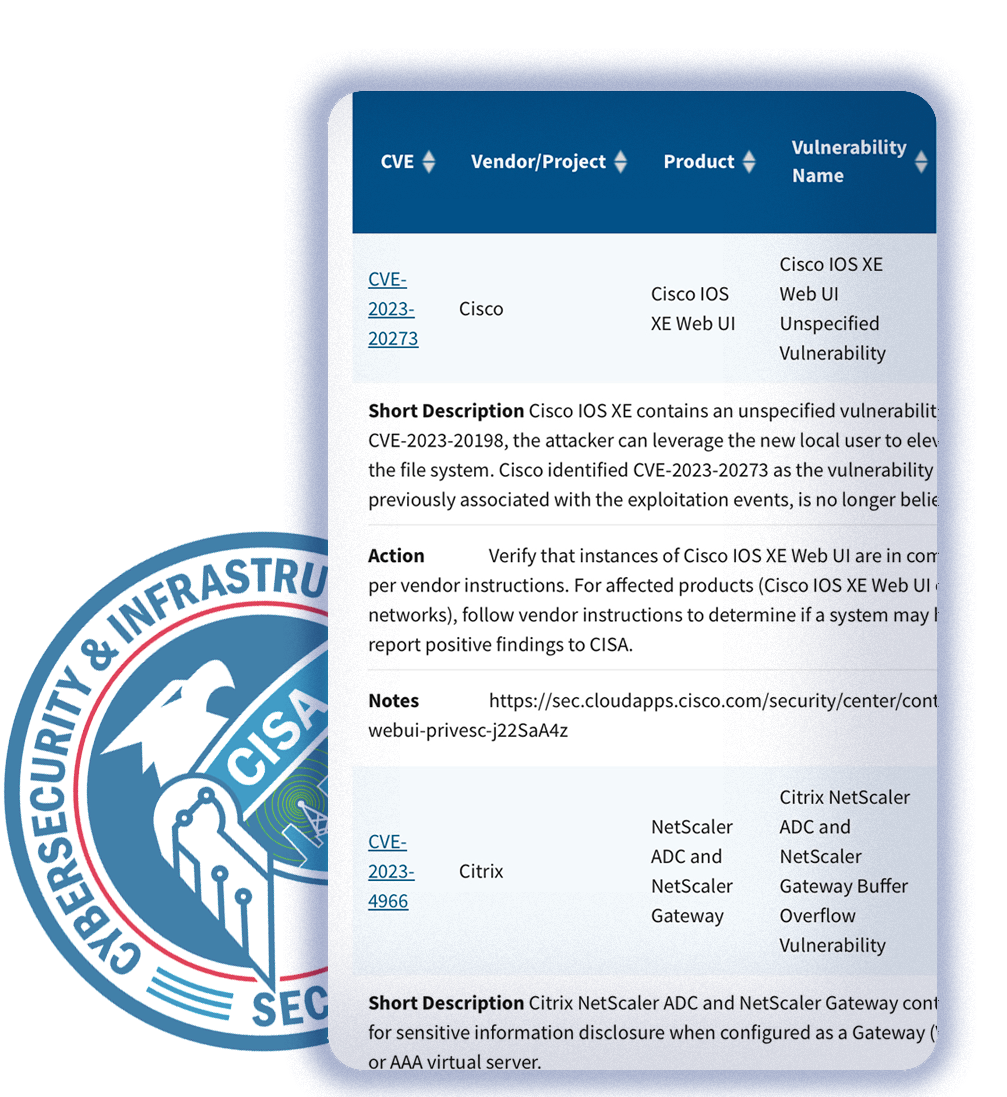 CVE Vendor/Project Product Vulnerability Name
CVE-
2023-
20273
Cisco
Cisco IOS
XE Web UI
Cisco IOS XE
Web UI
Unspecified
Vulnerability
Short Description Cisco IOS XE contains an unspecified vulnerabilit
CVE-2023-20198, the attacker can leverage the new local user to elev
the file system. Cisco identified CVE-2023-20273 as the vulnerability
previously associated with the exploitation events, is no longer belie
Action Verify that instances of Cisco IOS XE Web UI are in com
per vendor instructions. For affected products (Cisco IOS XE Web UI
networks), follow vendor instructions to determine if a system may h
report positive findings to CISA.
Notes https://sec.cloudapps.cisco.com/security/center/cont
webui-privesc-j22SaA4z
CVE-
2023-
4966
Citrix
NetScaler
ADC and
NetScaler
Gateway
Citrix NetScaler
ADC and
NetScaler
Gateway Buffer
Overflow
Vulnerability
Short Description Citrix NetScaler ADC and NetScaler Gateway cont
for sensitive information disclosure when configured as a Gateway (
or AAA virtual server.
CYBERSECURITY & INFRASTRU
SEC
CISA